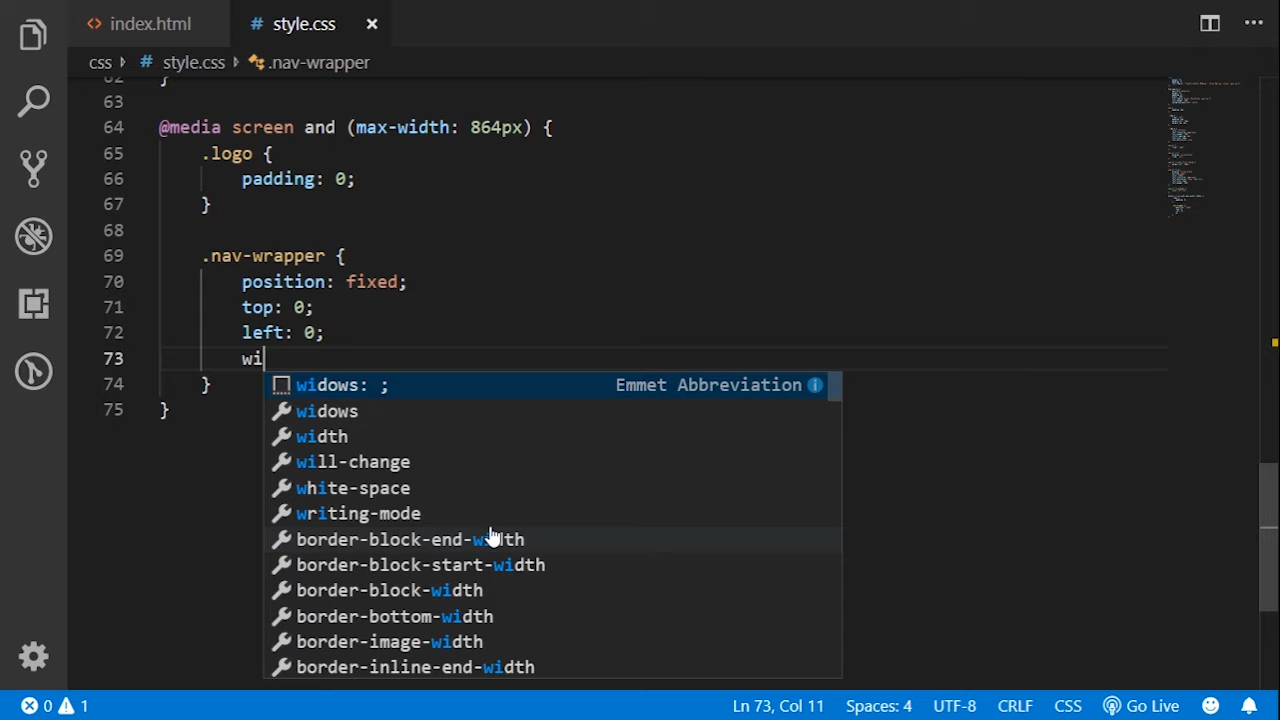 index.html
# style.css ×
css # style.css .nav-wrapper
62 }
63
64 @media screen and (max-width: 864px) {
65 .logo {
66 padding: 0;
67 }
68
69 .nav-wrapper {
70 position: fixed;
71 top: 0;
72 left: 0;
73 wi
74 }
75 }
widows: ; Emmet Abbreviation
widows
width
will-change
white-space
writing-mode
border-block-end-width
border-block-start-width
border-block-width
border-bottom-width
border-image-width
border-inline-end-width
0 1 Ln 73, Col 11 Spaces: 4 UTF-8 CRLF CSS Go Live